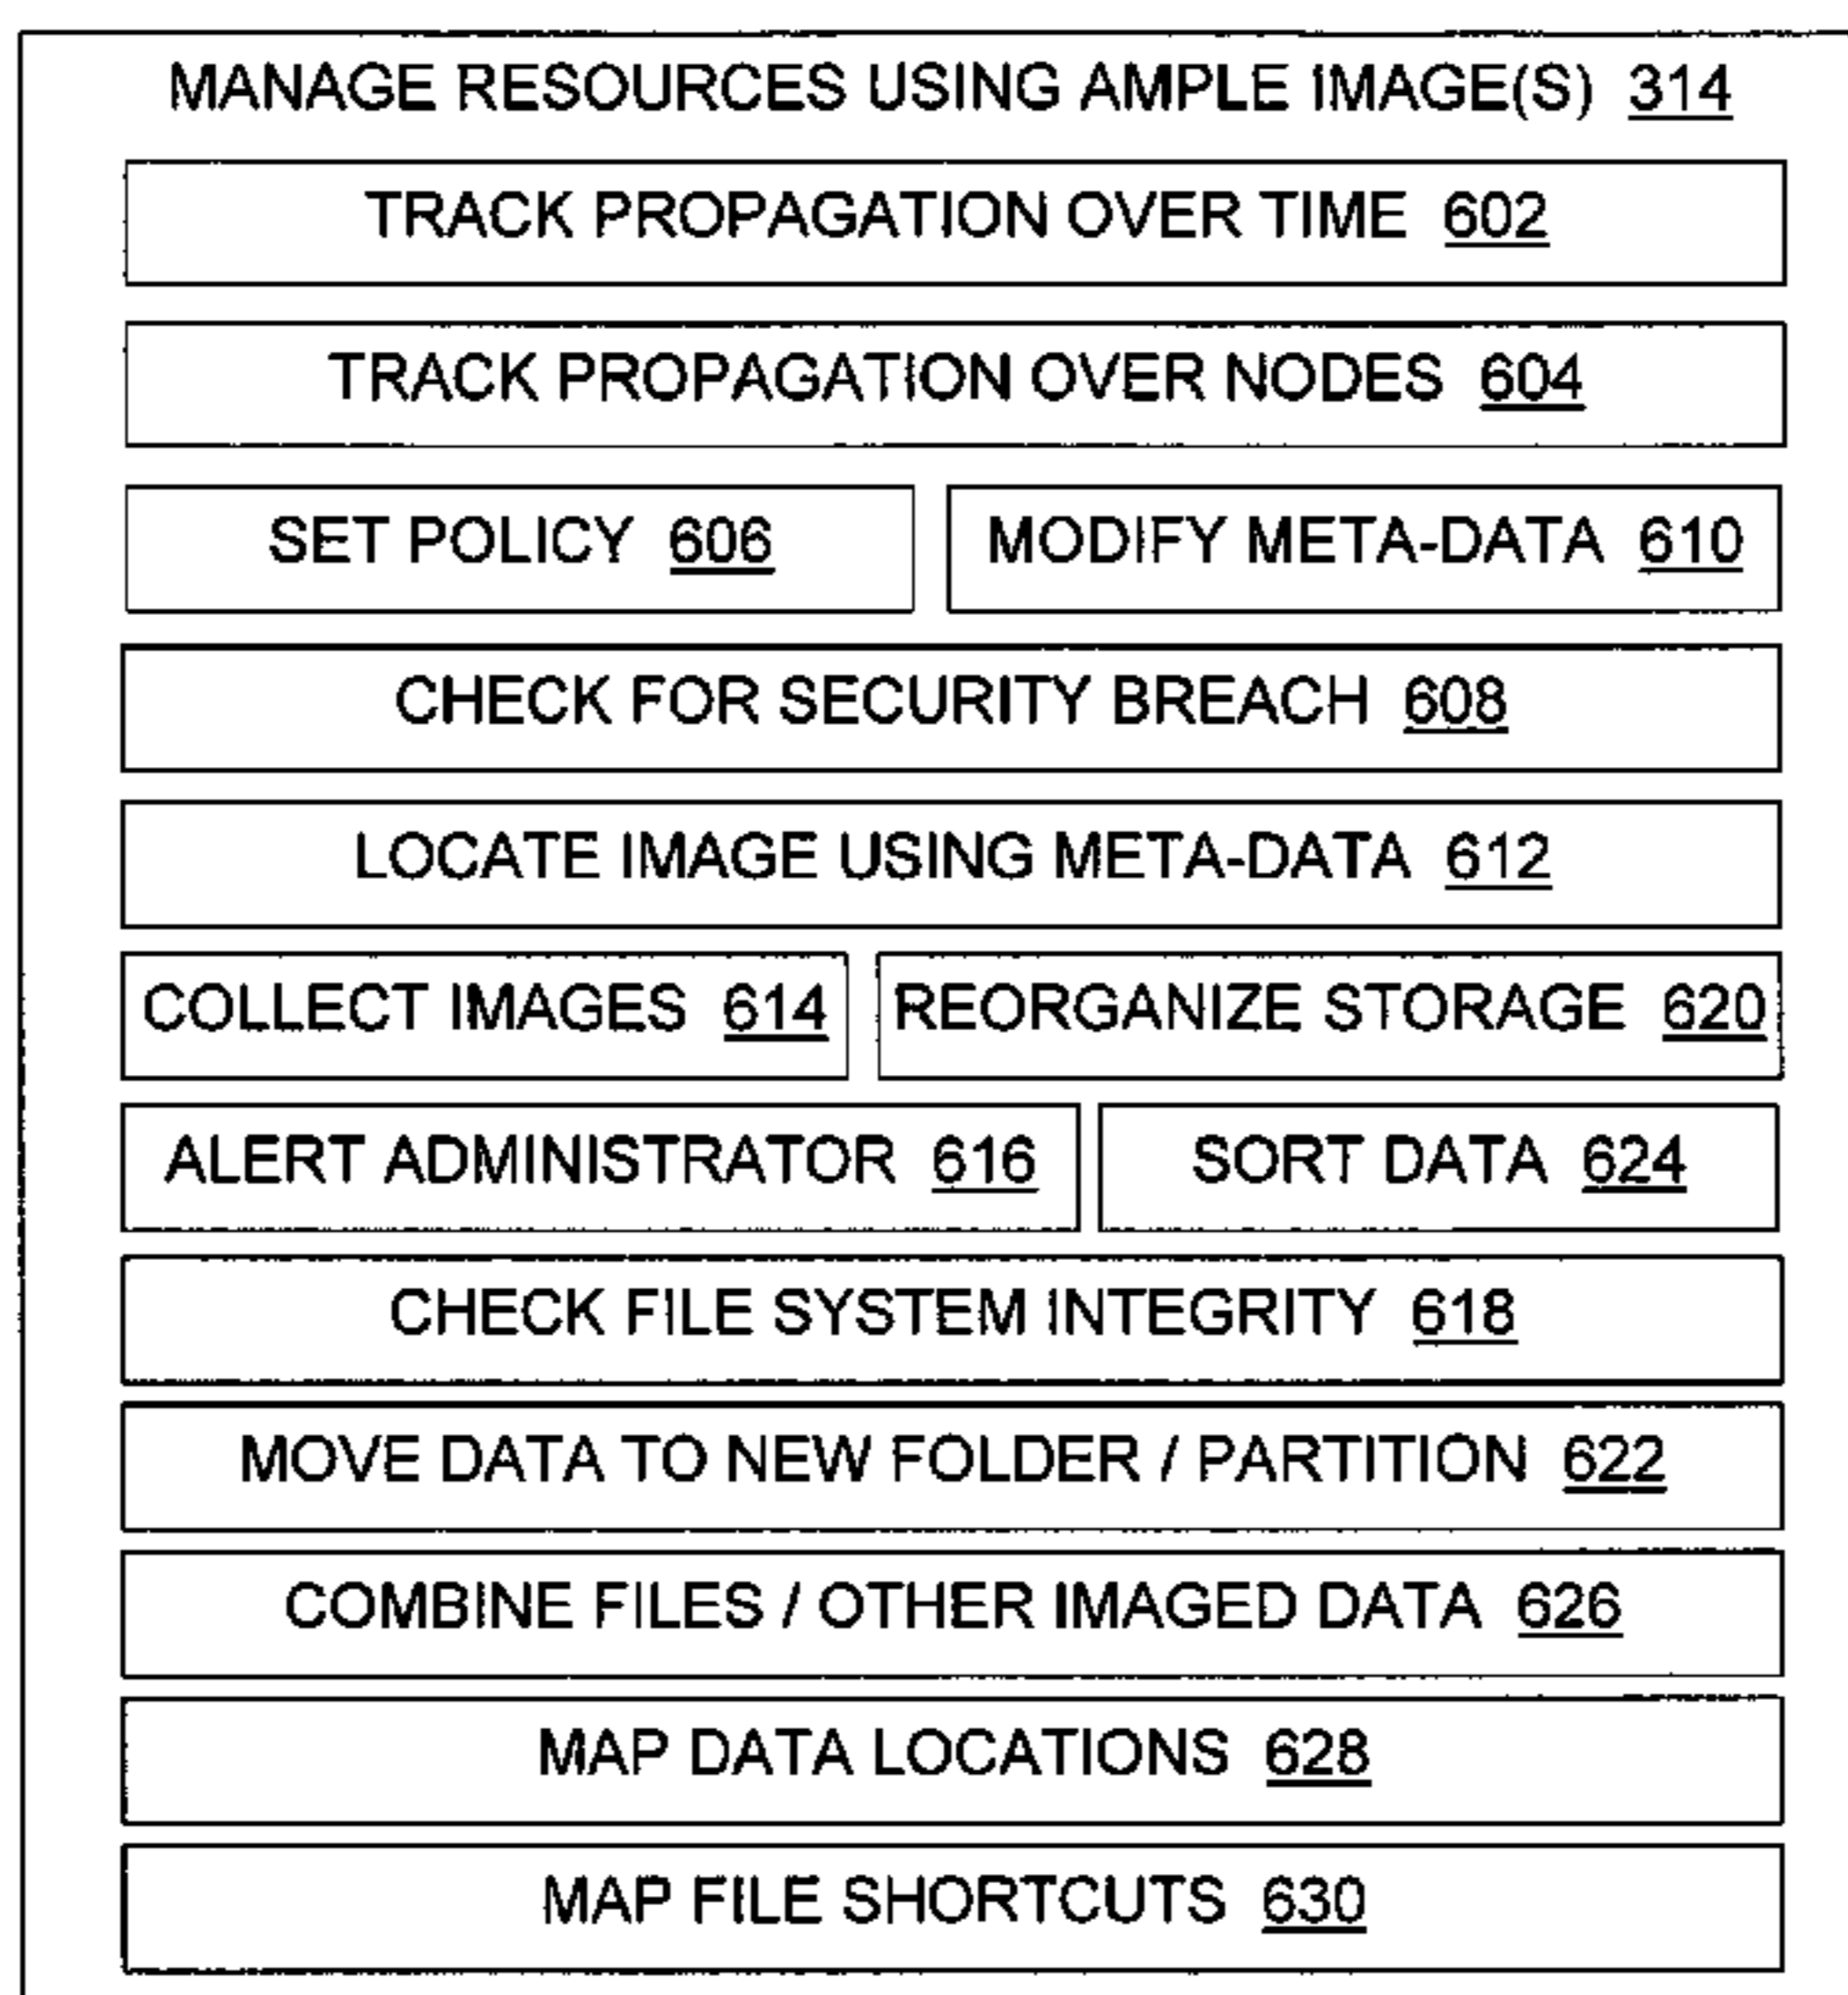 MANAGE RESOURCES USING AMPLE IMAGE(S) 314
TRACK PROPAGATION OVER TIME 602
TRACK PROPAGATION OVER NODES 604
SET POLICY 606
MODIFY META-DATA 610
CHECK FOR SECURITY BREACH 608
LOCATE IMAGE USING META-DATA 612
COLLECT IMAGES 614
REORGANIZE STORAGE 620
ALERT ADMINISTRATOR 616
SORT DATA 624
CHECK FILE SYSTEM INTEGRITY 618
MOVE DATA TO NEW FOLDER / PARTITION 622
COMBINE FILES / OTHER IMAGED DATA 626
MAP DATA LOCATIONS 628
MAP FILE SHORTCUTS 630